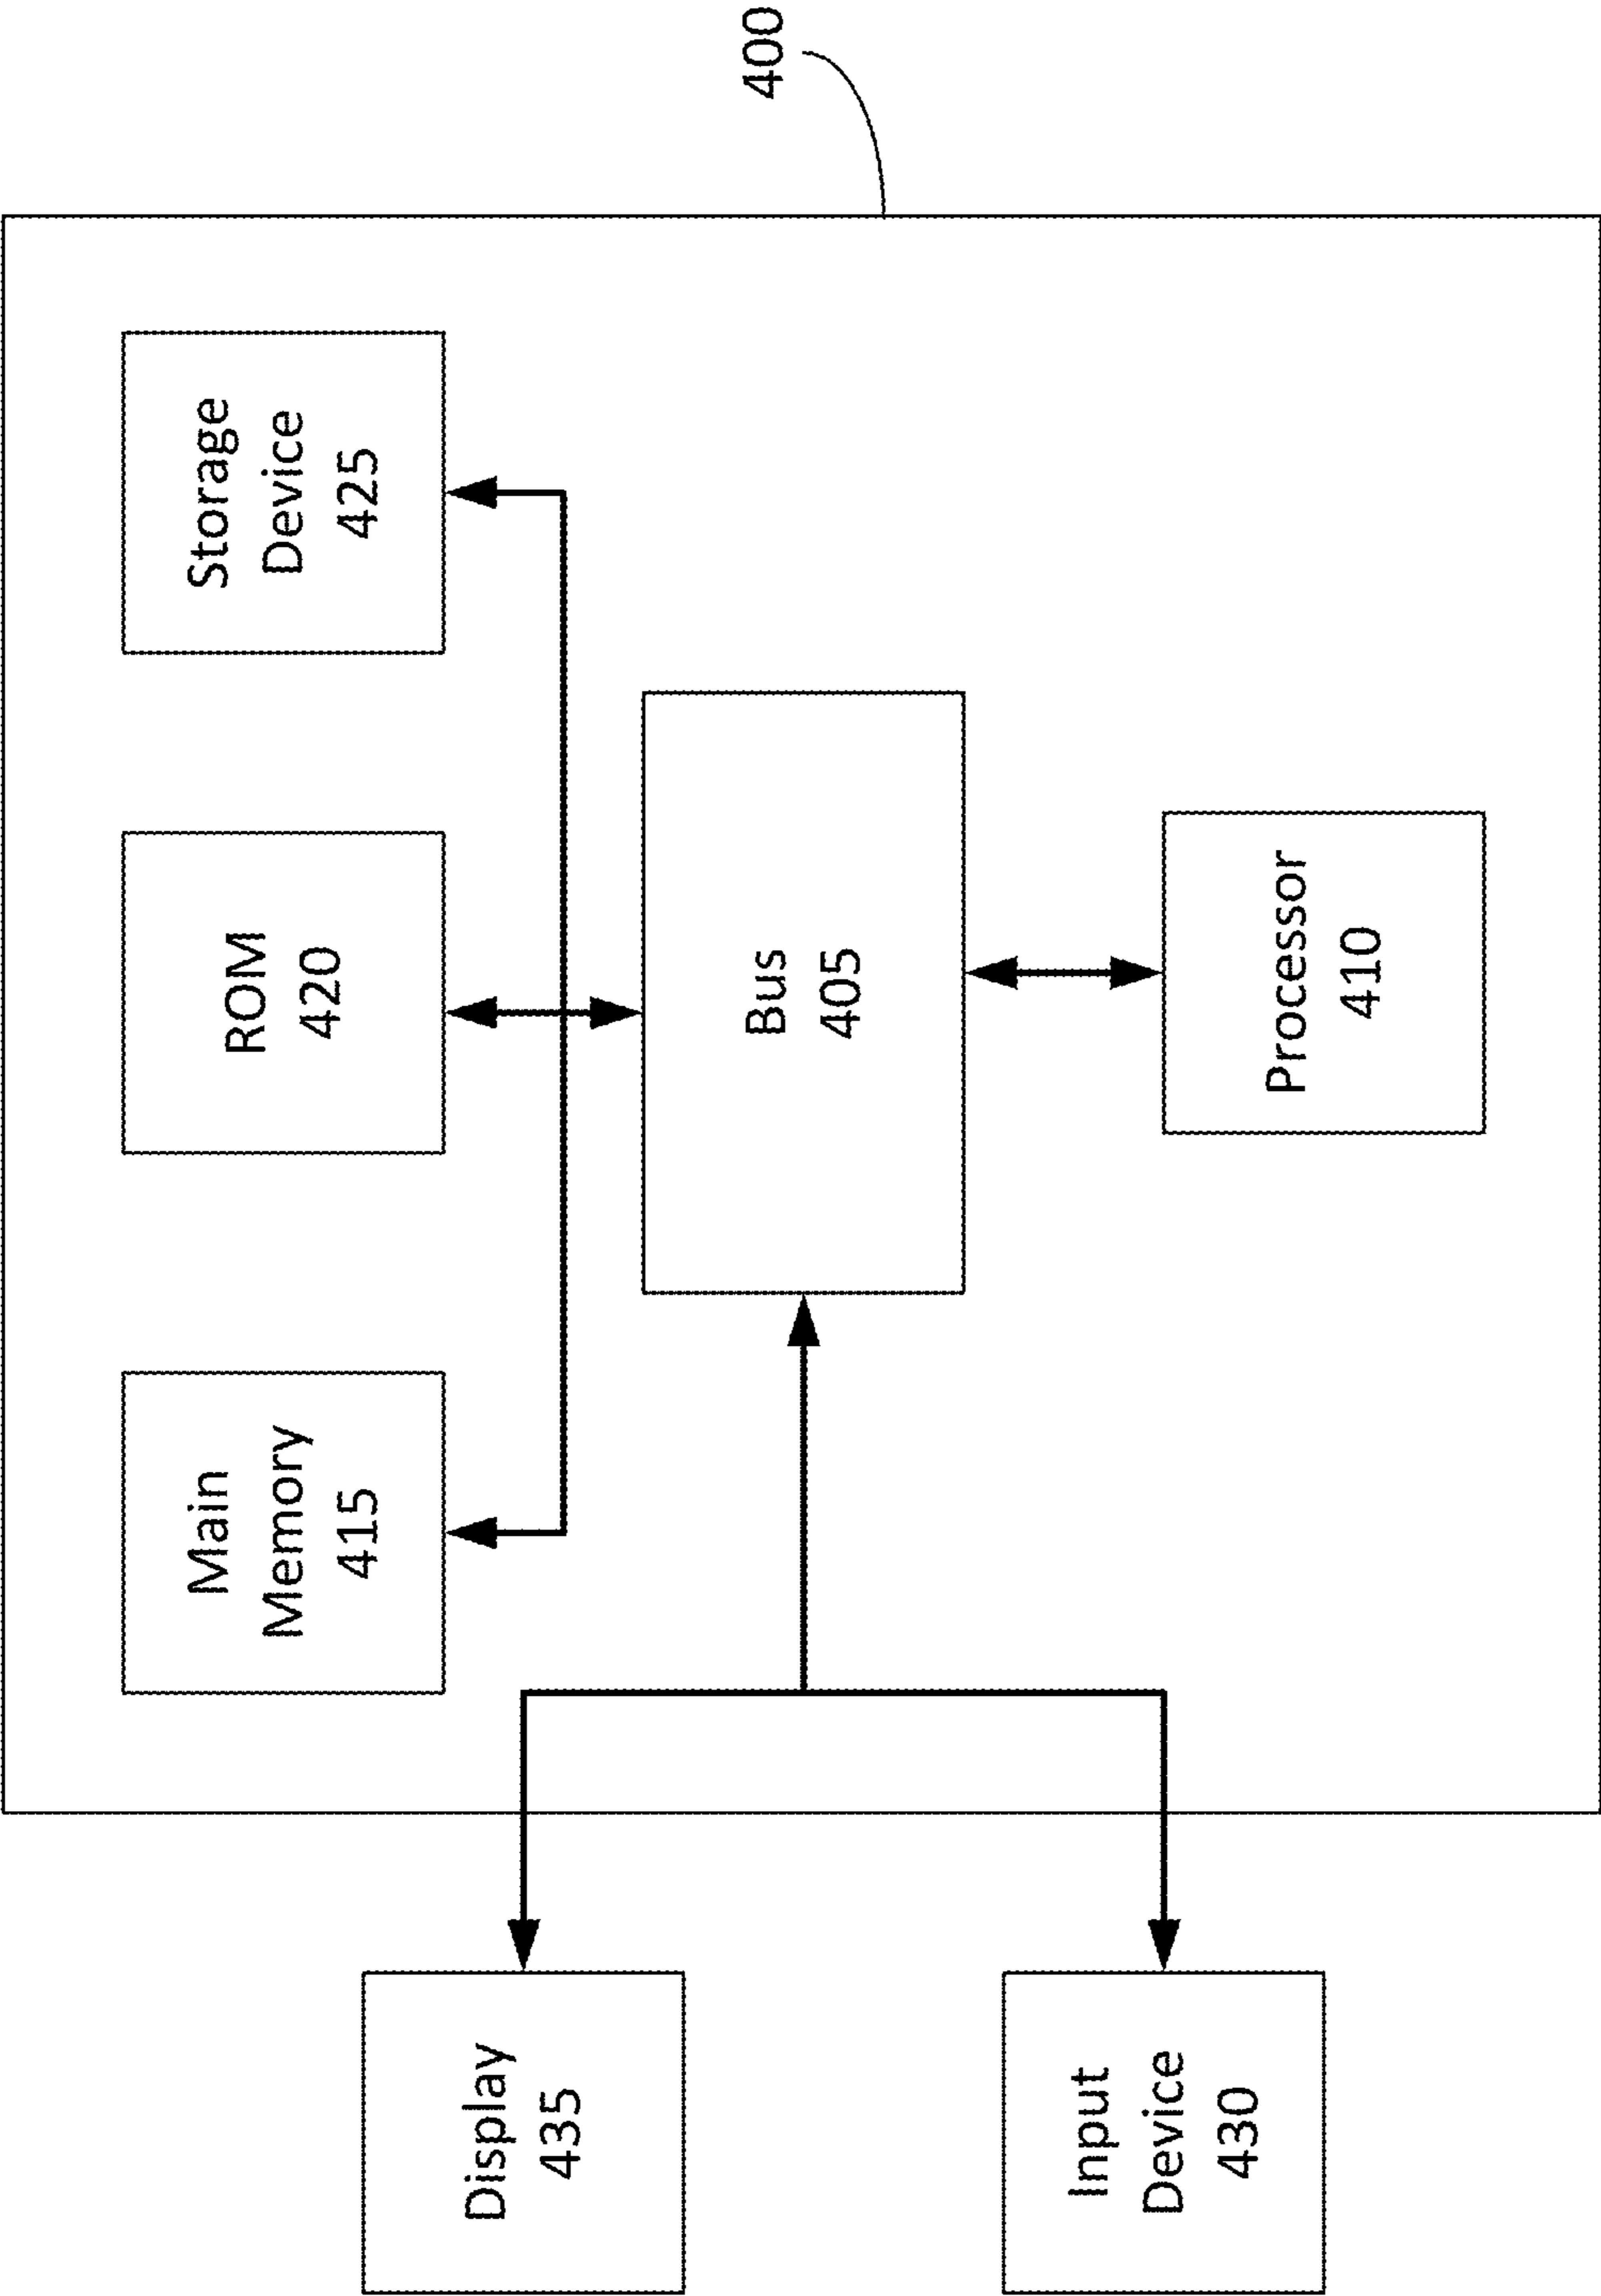 400
Main
Memory
415
ROM
420
Storage
Device
425
Display
435
Bus
405
Input
Device
430
Processor
410